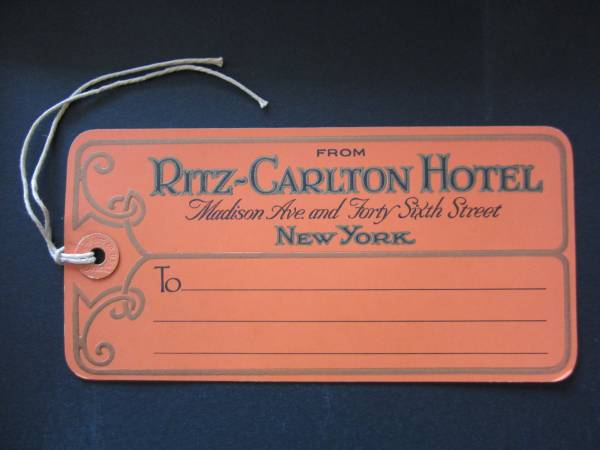 FROM
RITZ-CARLTON HOTEL
Madison Ave. and Forty Sixth Street
NEW YORK
To